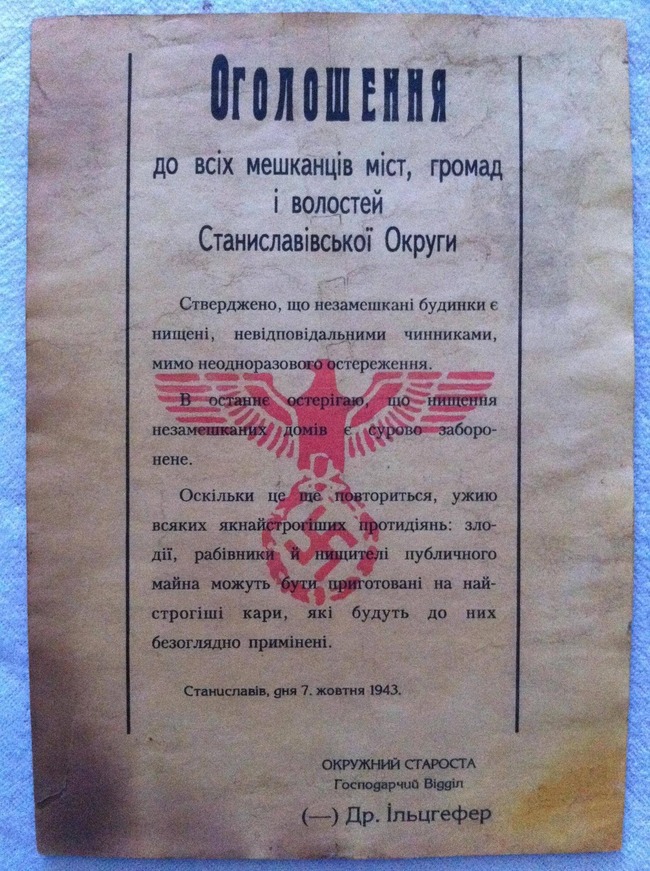 Оголошення
до всіх мешканців міст, громад
і волостей
Станиславівської Округи
Стверджено, що незамешкані будинки є
нищені, невідповідальними чинниками,
мимо неодноразового остереження.
В останнє остерігаю, що нищення
незамешканих домів є сурово заборо-
нене.
Оскільки це ще повториться, ужию
всяких якнайстрогіших протидіянь: зло-
дії, рабівники й нищителі публичного
майна можуть бути приготовані на най-
строгіші кари, які будуть до них
безоглядно примінені.
Станиславів, дня 7. жовтня 1943.
ОКРУЖНИЙ СТАРОСТА
Господарчий Відділ
(—) Др. Ільцгефер